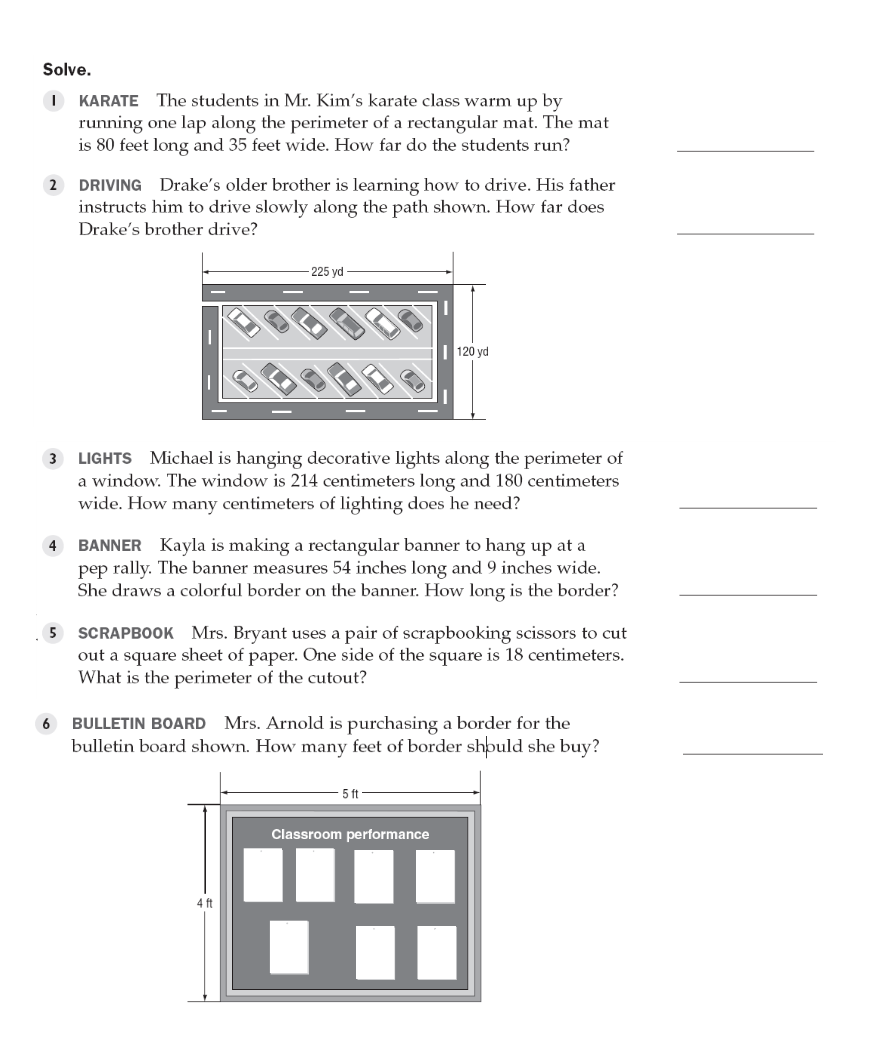 Solve.
1 KARATE The students in Mr. Kim's karate class warm up by
running one lap along the perimeter of a rectangular mat. The mat
is 80 feet long and 35 feet wide. How far do the students run?
2 DRIVING Drake's older brother is learning how to drive. His father
instructs him to drive slowly along the path shown. How far does
Drake's brother drive?
225 yd
120 yd
3 LIGHTS Michael is hanging decorative lights along the perimeter of
a window. The window is 214 centimeters long and 180 centimeters
wide. How many centimeters of lighting does he need?
4 BANNER Kayla is making a rectangular banner to hang up at a
pep rally. The banner measures 54 inches long and 9 inches wide.
She draws a colorful border on the banner. How long is the border?
5 SCRAPBOOK Mrs. Bryant uses a pair of scrapbooking scissors to cut
out a square sheet of paper. One side of the square is 18 centimeters.
What is the perimeter of the cutout?
6 BULLETIN BOARD Mrs. Arnold is purchasing a border for the
bulletin board shown. How many feet of border should she buy?
5 ft
Classroom performance
4 ft